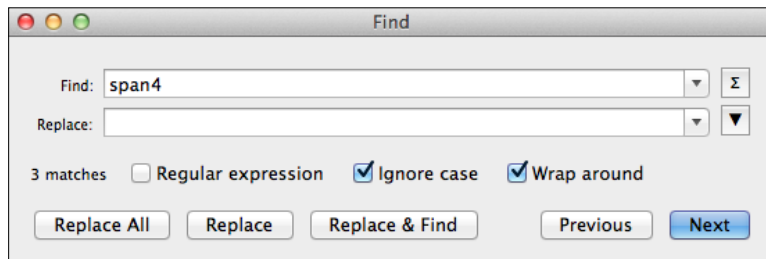 Find
Find: span4 Σ
Replace:
3 matches Regular expression Ignore case Wrap around
Replace All Replace Replace & Find Previous Next